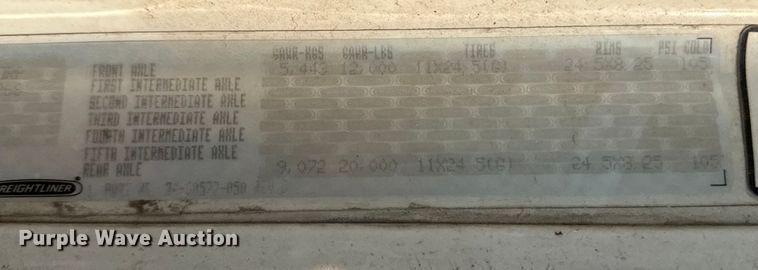 GAWR-KGS GAWR-LBS TIRES RIMS PSI COLD
FRONT AXLE 5,443 12,000 11X24.5(G) 24.5X8.25 105
FIRST INTERMEDIATE AXLE
SECOND INTERMEDIATE AXLE
THIRD INTERMEDIATE AXLE
FOURTH INTERMEDIATE AXLE
FIFTH INTERMEDIATE AXLE
REAR AXLE 9,072 20,000 11X24.5(G) 24.5X8.25 105
FREIGHTLINER
Purple Wave Auction